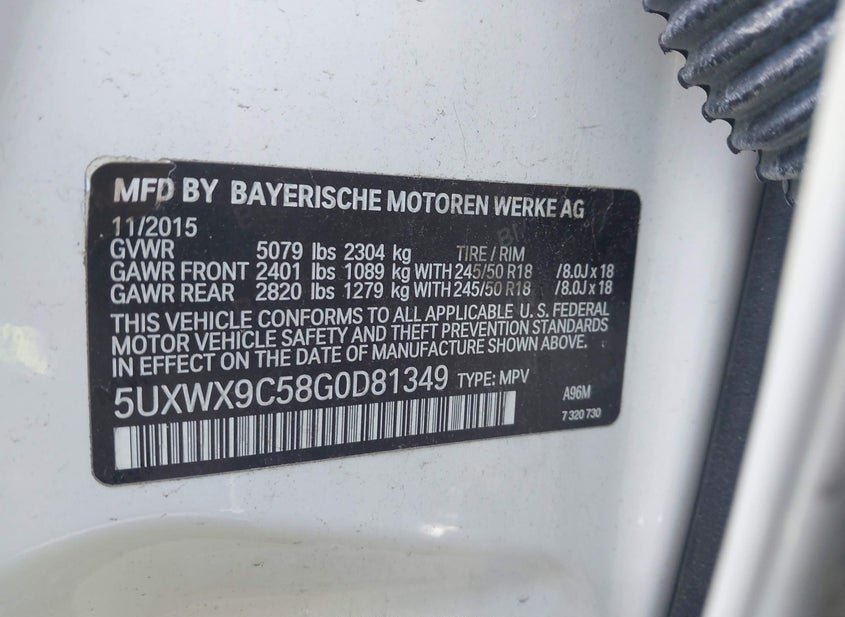 MFD BY BAYERISCHE MOTOREN WERKE AG
11/2015
GVWR 5079 lbs 2304 kg TIRE / RIM
GAWR FRONT 2401 lbs 1089 kg WITH 245/50 R18 /8.0J x 18
GAWR REAR 2820 lbs 1279 kg WITH 245/50 R18 /8.0J x 18
THIS VEHICLE CONFORMS TO ALL APPLICABLE U.S. FEDERAL
MOTOR VEHICLE SAFETY AND THEFT PREVENTION STANDARDS
IN EFFECT ON THE DATE OF MANUFACTURE SHOWN ABOVE.
5UXWX9C58G0D81349 TYPE: MPV A96M
7 320 730